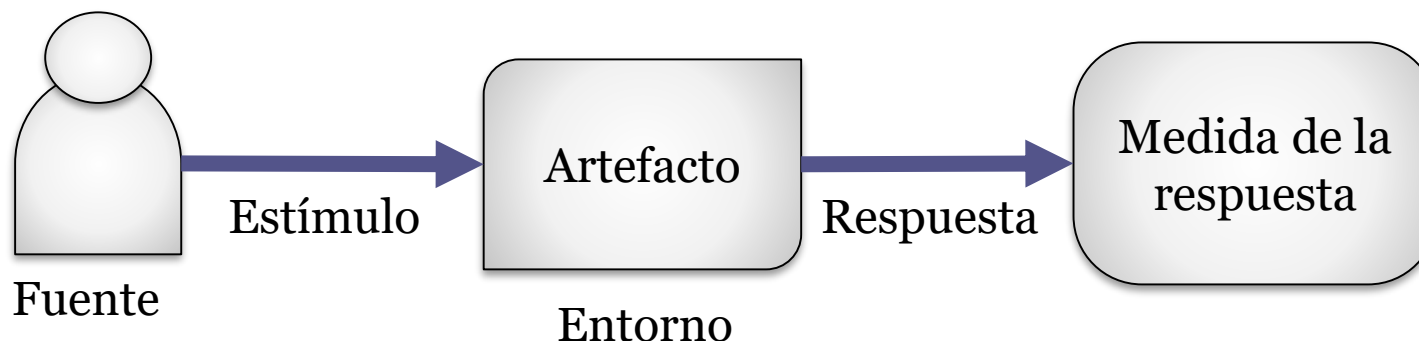 Fuente
Estímulo
Artefacto
Entorno
Respuesta
Medida de la
respuesta